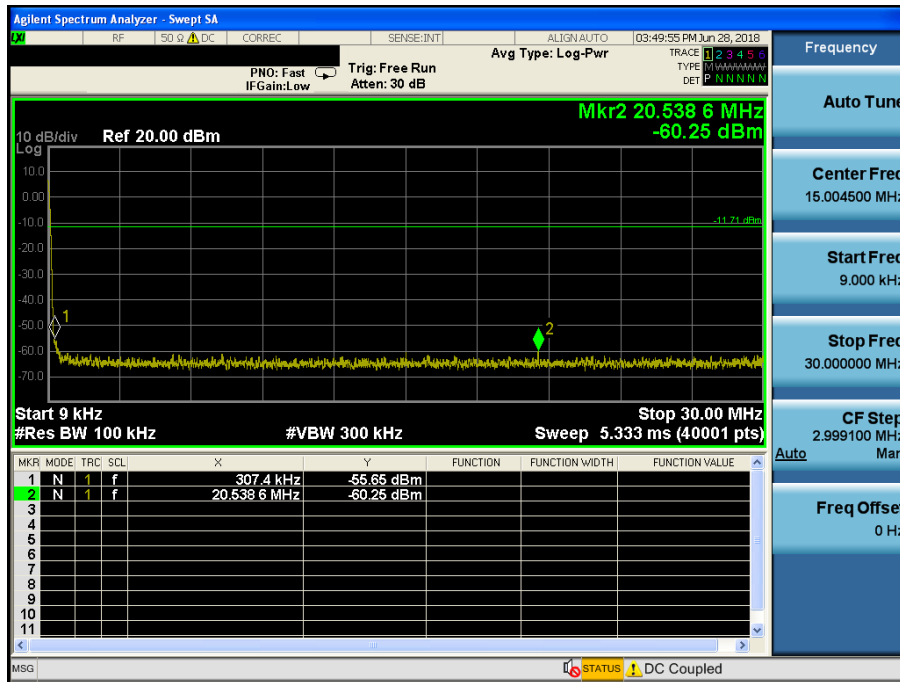 Agilent Spectrum Analyzer - Swept SA
LXI RF 50 Ω DC CORREC SENSE:INT ALIGN AUTO 03:49:55 PM Jun 28, 2018
Frequency
PNO: Fast
IFGain:Low
Trig: Free Run
Atten: 30 dB
Avg Type: Log-Pwr
TRACE 1 2 3 4 5 6
TYPE M WWWWW
DET P N N N N N
Mkr2 20.538 6 MHz
-60.25 dBm
10 dB/div Ref 20.00 dBm
Log
10.0
0.00
-10.0
-11.71 dBm
-20.0
-30.0
-40.0
-50.0
-60.0
-70.0
1
2
Start 9 kHz Stop 30.00 MHz
#Res BW 100 kHz #VBW 300 kHz Sweep 5.333 ms (40001 pts)
MKR MODE TRC SCL X Y FUNCTION FUNCTION WIDTH FUNCTION VALUE
1 N 1 f 307.4 kHz -55.65 dBm
2 N 1 f 20.538 6 MHz -60.25 dBm
3
4
5
6
7
8
9
10
11
MSG STATUS DC Coupled
Auto Tune
Center Freq
15.004500 MHz
Start Freq
9.000 kHz
Stop Freq
30.000000 MHz
CF Step
2.999100 MHz
Auto Man
Freq Offset
0 Hz